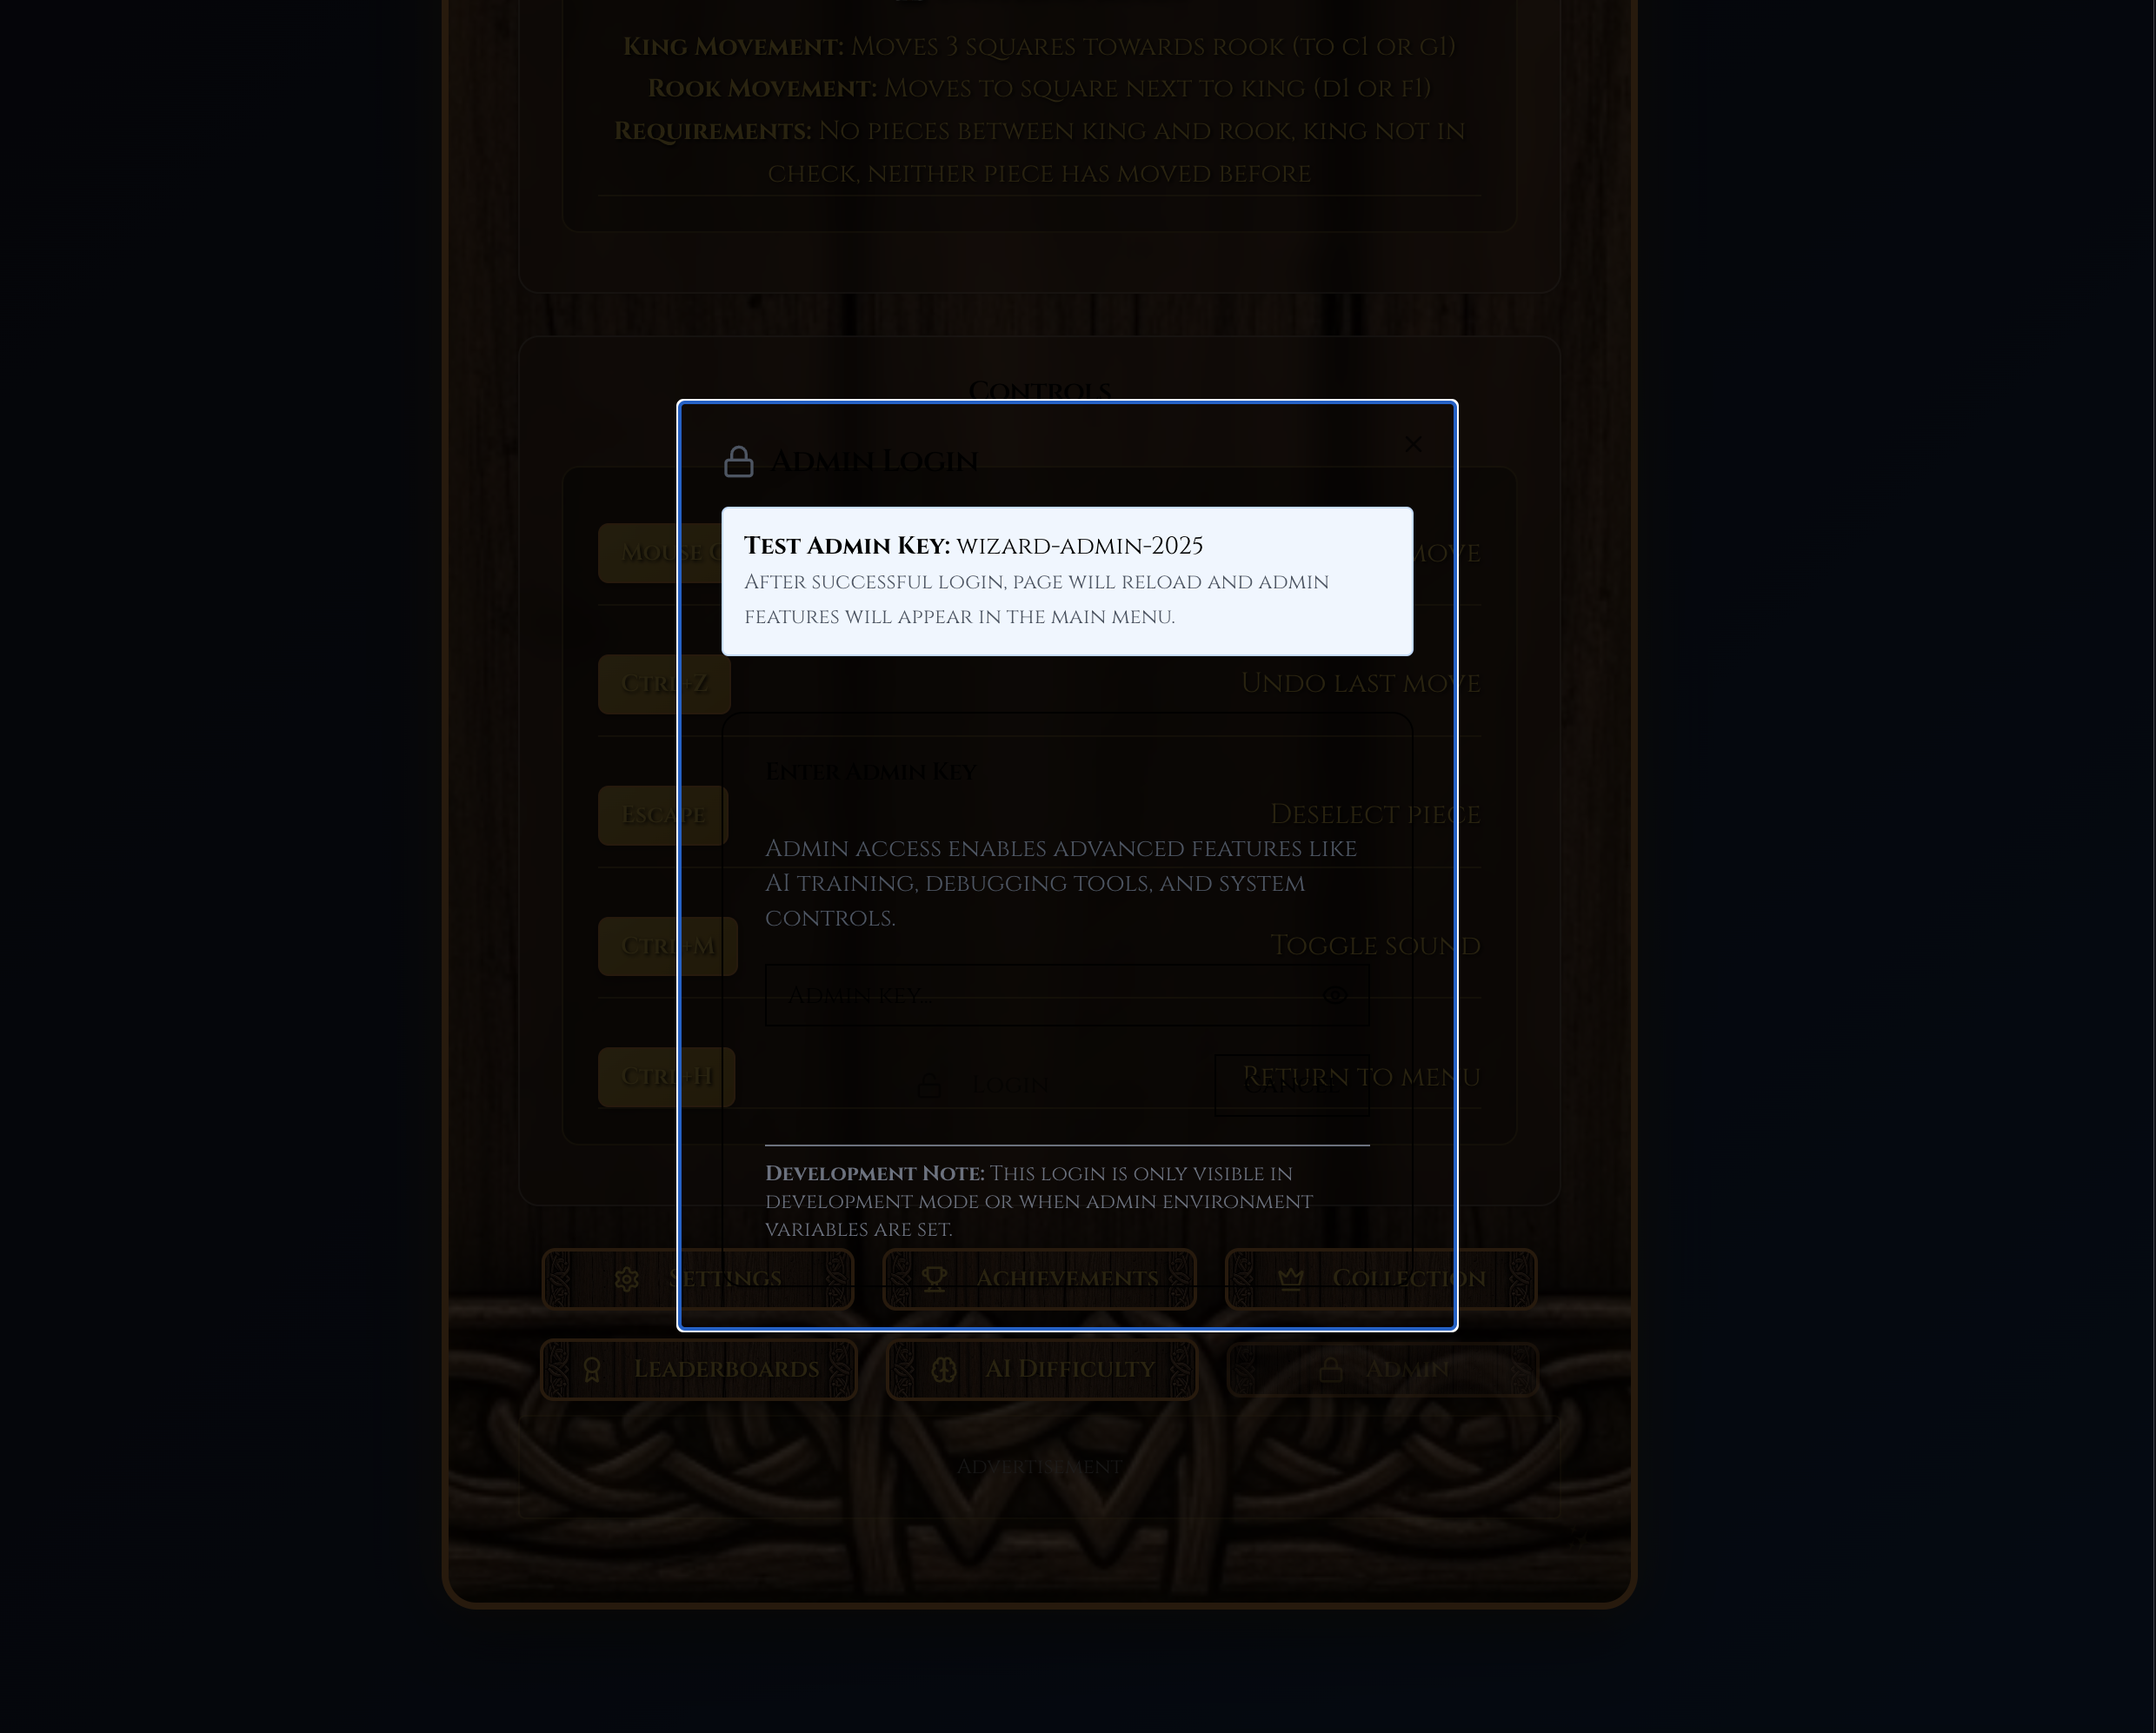 King Movement: Moves 3 squares towards rook (to c1 or g1)
Rook Movement: Moves to square next to king (d1 or f1)
Requirements: No pieces between king and rook, king not in
check, neither piece has moved before
Controls
Admin Login
Test Admin Key: wizard-admin-2025
After successful login, page will reload and admin
features will appear in the main menu.
Mouse
move
Ctrl+Z
Undo last move
Enter Admin Key
Escape
Deselect piece
Admin access enables advanced features like
AI training, debugging tools, and system
controls.
Ctrl+M
Toggle sound
Admin key...
Ctrl+H
Login
Cancel
Return to menu
Development Note: This login is only visible in
development mode or when admin environment
variables are set.
Settings
Achievements
Collection
Leaderboards
AI Difficulty
Admin
Advertisement